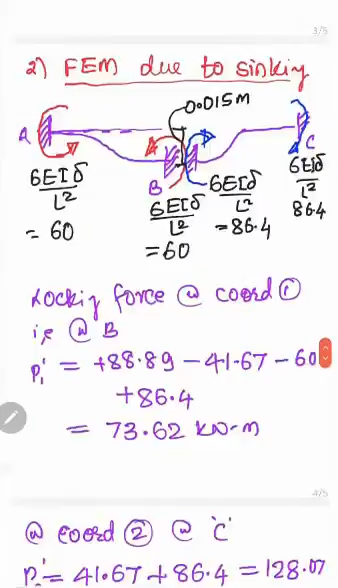 3/5
2) FEM due to sinking
0.015m
A
B
C
6EIδ
L²
= 60
6EIδ
L²
= 60
6EIδ
L²
= 86.4
6EIδ
L²
86.4
Locking force @ coord ①
i,e @ B
P₁' = +88.89 - 41.67 - 60
+86.4
= 73.62 kN-m
4/5
@ coord ② @ 'C'
P₂' = 41.67 + 86.4 = 128.07